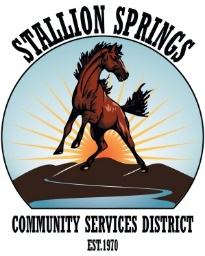 STALLION SPRINGS
COMMUNITY SERVICES DISTRICT
EST.1970